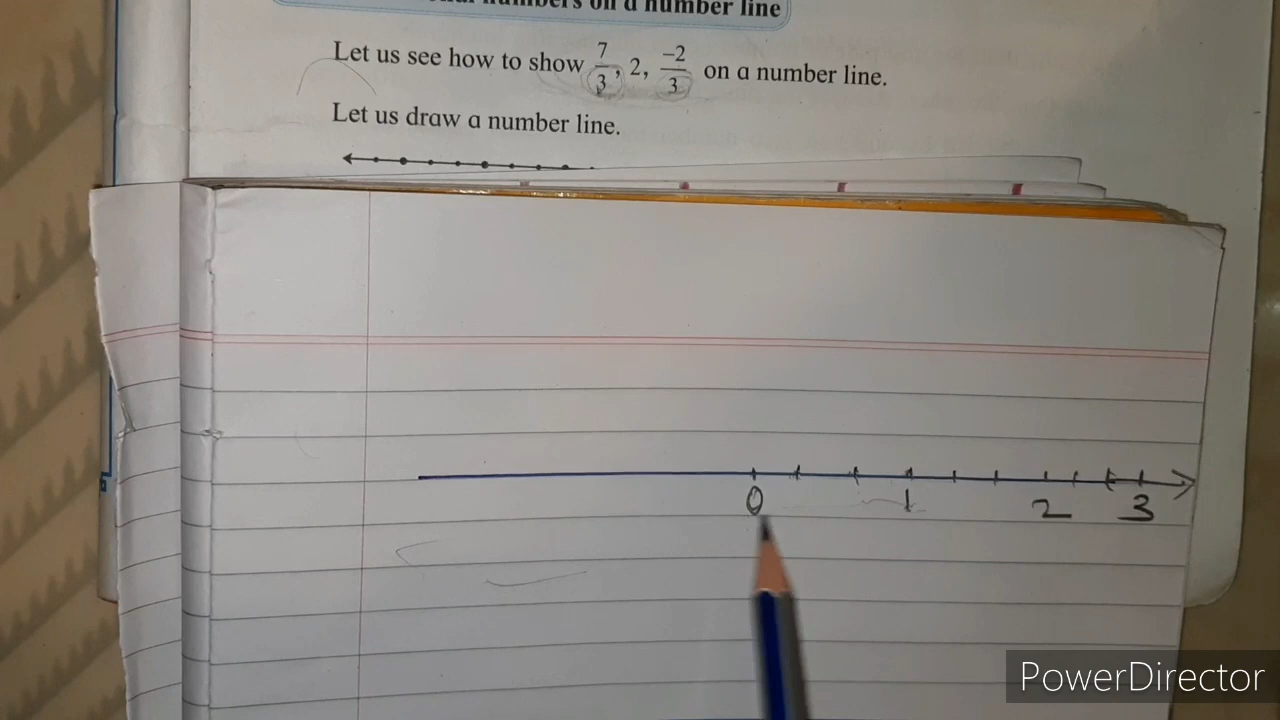 numbers on a number line
Let us see how to show 7/3, 2, -2/3 on a number line.
Let us draw a number line.
0 1 2 3
PowerDirector